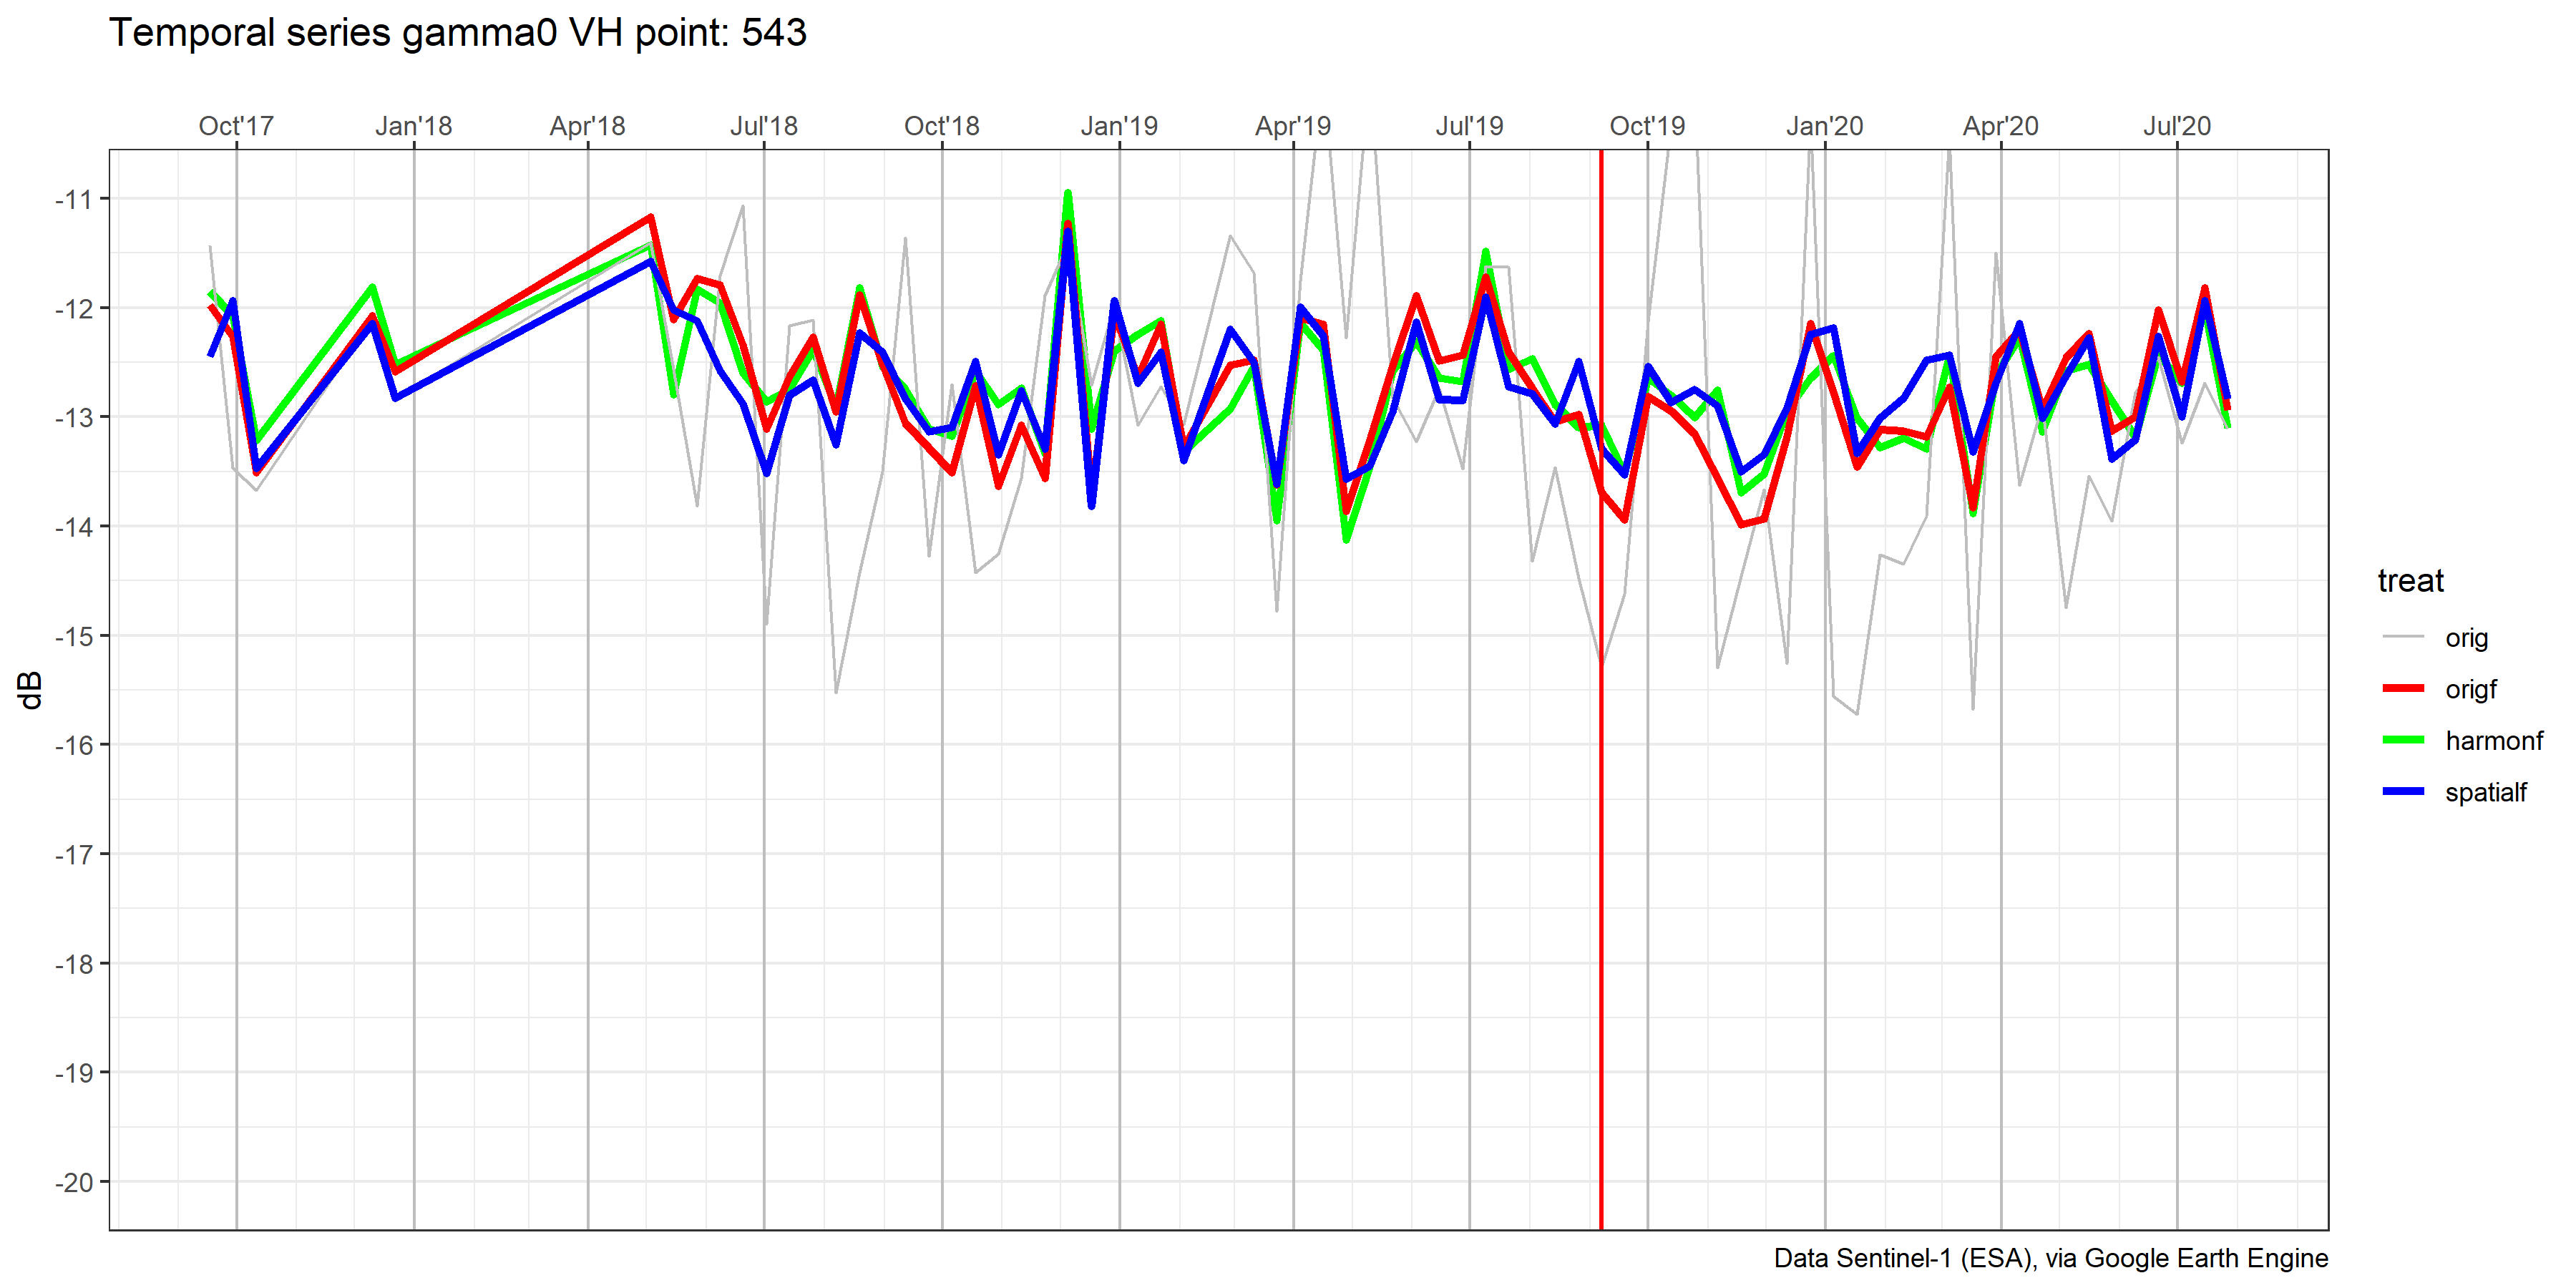 Temporal series gamma0 VH point: 543
Oct'17 Jan'18 Apr'18 Jul'18 Oct'18 Jan'19 Apr'19 Jul'19 Oct'19 Jan'20 Apr'20 Jul'20
-11
-12
-13
-14
-15
-16
-17
-18
-19
-20
dB
treat
orig
origf
harmonf
spatialf
Data Sentinel-1 (ESA), via Google Earth Engine